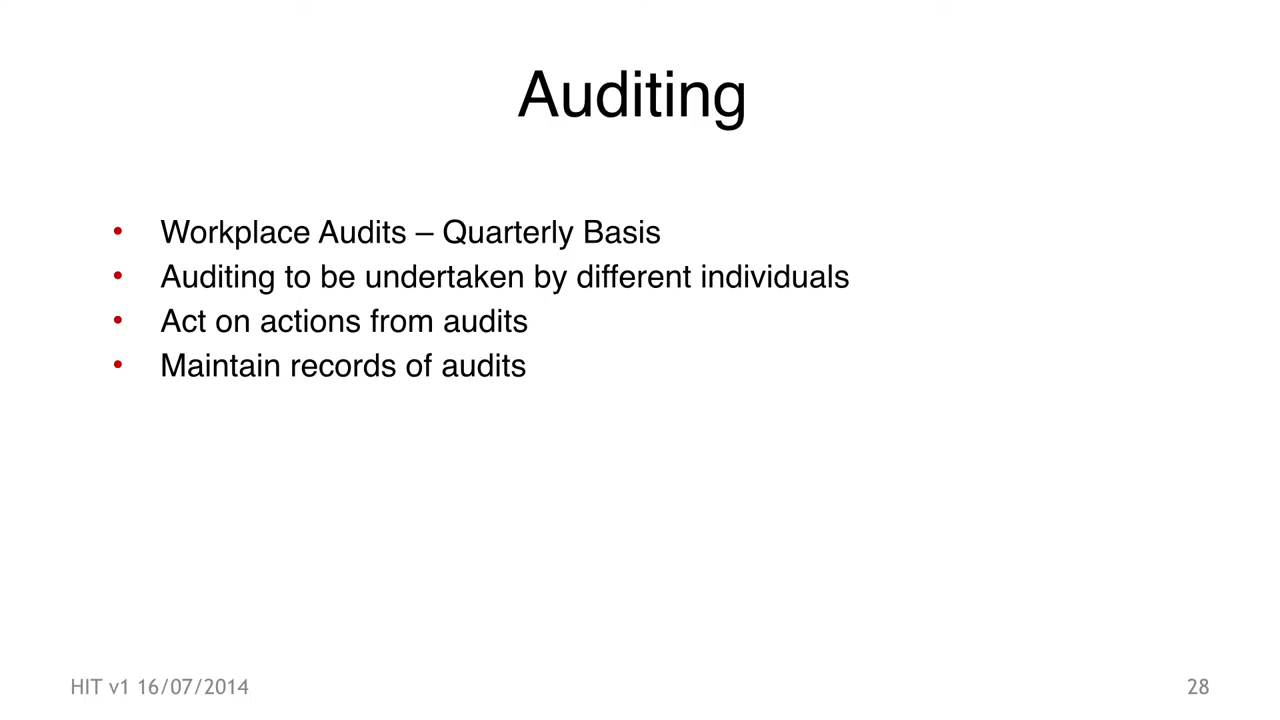 Auditing
• Workplace Audits – Quarterly Basis
• Auditing to be undertaken by different individuals
• Act on actions from audits
• Maintain records of audits
HIT v1 16/07/2014
28